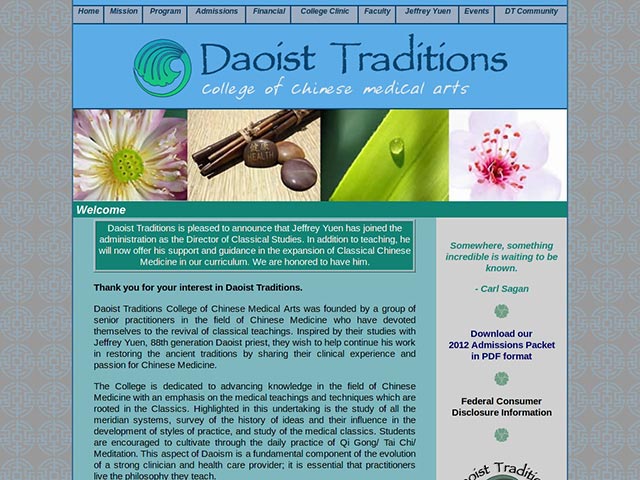 Home Mission Program Admissions Financial College Clinic Faculty Jeffrey Yuen Events DT Community
Daoist Traditions
College of Chinese medical arts
HEALTH
Welcome
Daoist Traditions is pleased to announce that Jeffrey Yuen has joined the
administration as the Director of Classical Studies. In addition to teaching, he
will now offer his support and guidance in the expansion of Classical Chinese
Medicine in our curriculum. We are honored to have him.
Thank you for your interest in Daoist Traditions.
Daoist Traditions College of Chinese Medical Arts was founded by a group of
senior practitioners in the field of Chinese Medicine who have devoted
themselves to the revival of classical teachings. Inspired by their studies with
Jeffrey Yuen, 88th generation Daoist priest, they wish to help continue his work
in restoring the ancient traditions by sharing their clinical experience and
passion for Chinese Medicine.
The College is dedicated to advancing knowledge in the field of Chinese
Medicine with an emphasis on the medical teachings and techniques which are
rooted in the Classics. Highlighted in this undertaking is the study of all the
meridian systems, survey of the history of ideas and their influence in the
development of styles of practice, and study of the medical classics. Students
are encouraged to cultivate through the daily practice of Qi Gong/ Tai Chi/
Meditation. This aspect of Daoism is a fundamental component of the evolution
of a strong clinician and health care provider; it is essential that practitioners
live the philosophy they teach.
Somewhere, something
incredible is waiting to be
known.
- Carl Sagan
Download our
2012 Admissions Packet
in PDF format
Federal Consumer
Disclosure Information